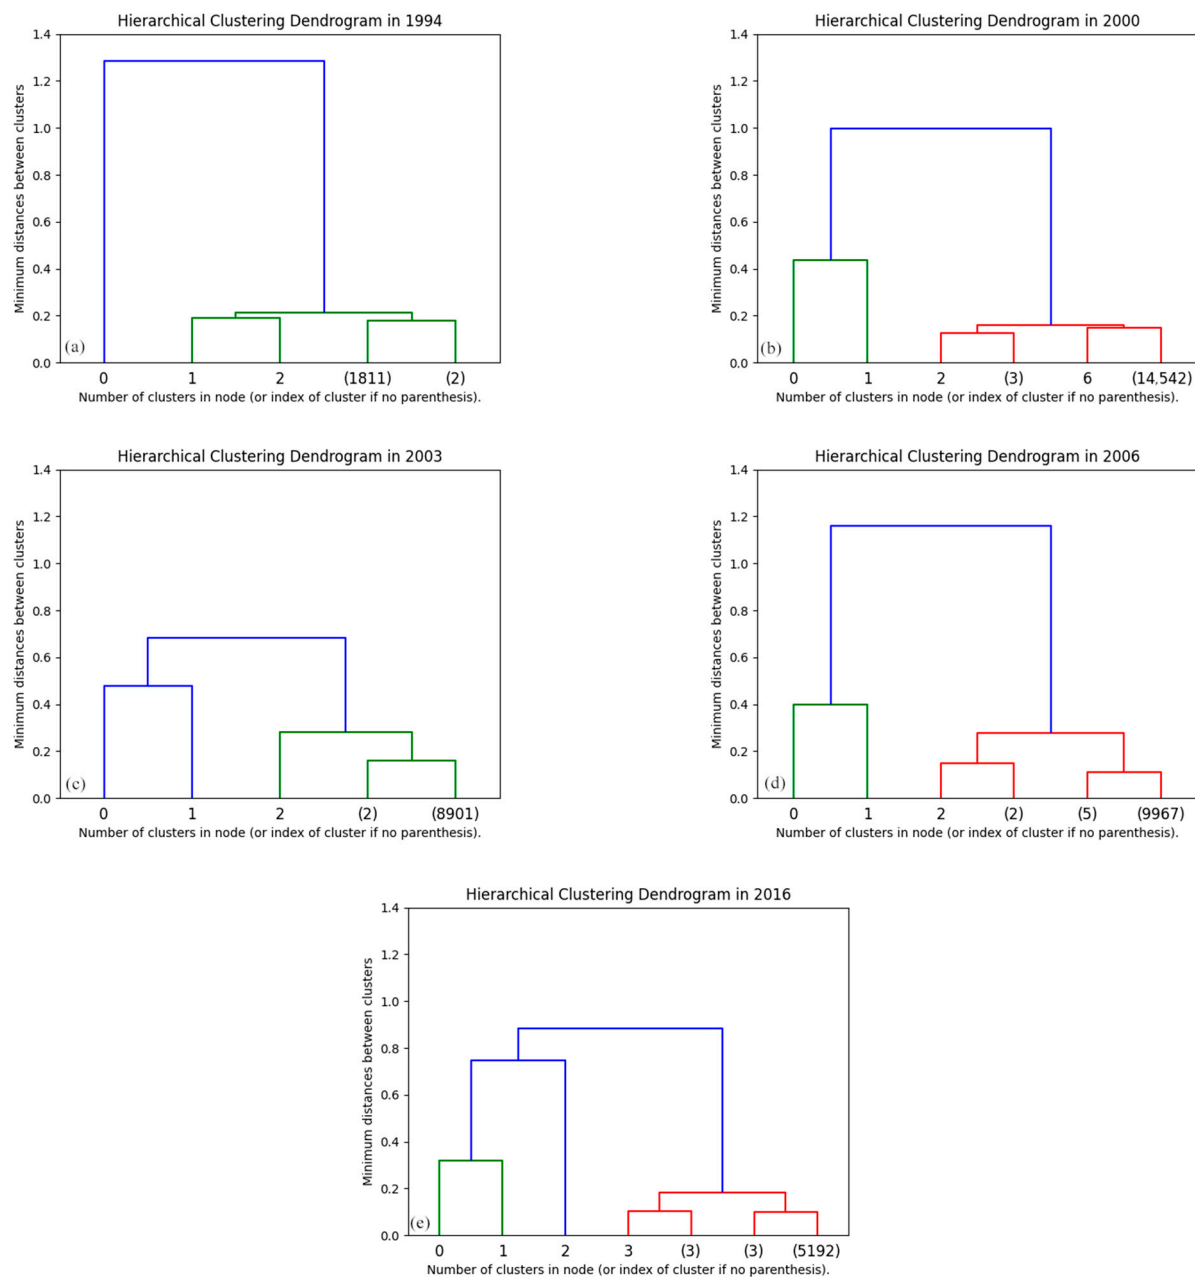 Hierarchical Clustering Dendrogram in 1994
Minimum distances between clusters
1.4
1.2
1.0
0.8
0.6
0.4
0.2
0.0
(a)
0 1 2 (1811) (2)
Number of clusters in node (or index of cluster if no parenthesis).
Hierarchical Clustering Dendrogram in 2000
Minimum distances between clusters
1.4
1.2
1.0
0.8
0.6
0.4
0.2
0.0
(b)
0 1 2 (3) 6 (14,542)
Number of clusters in node (or index of cluster if no parenthesis).
Hierarchical Clustering Dendrogram in 2003
Minimum distances between clusters
1.4
1.2
1.0
0.8
0.6
0.4
0.2
0.0
(c)
0 1 2 (2) (8901)
Number of clusters in node (or index of cluster if no parenthesis).
Hierarchical Clustering Dendrogram in 2006
Minimum distances between clusters
1.4
1.2
1.0
0.8
0.6
0.4
0.2
0.0
(d)
0 1 2 (2) (5) (9967)
Number of clusters in node (or index of cluster if no parenthesis).
Hierarchical Clustering Dendrogram in 2016
Minimum distances between clusters
1.4
1.2
1.0
0.8
0.6
0.4
0.2
0.0
(e)
0 1 2 3 (3) (3) (5192)
Number of clusters in node (or index of cluster if no parenthesis).